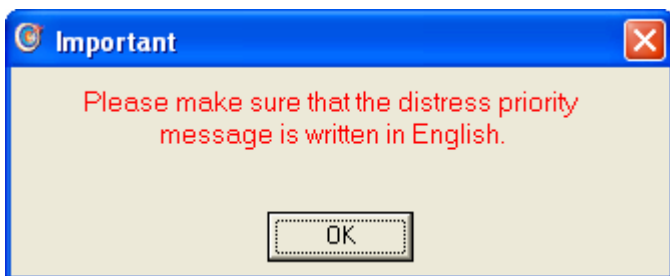 Important
Please make sure that the distress priority
message is written in English.
OK